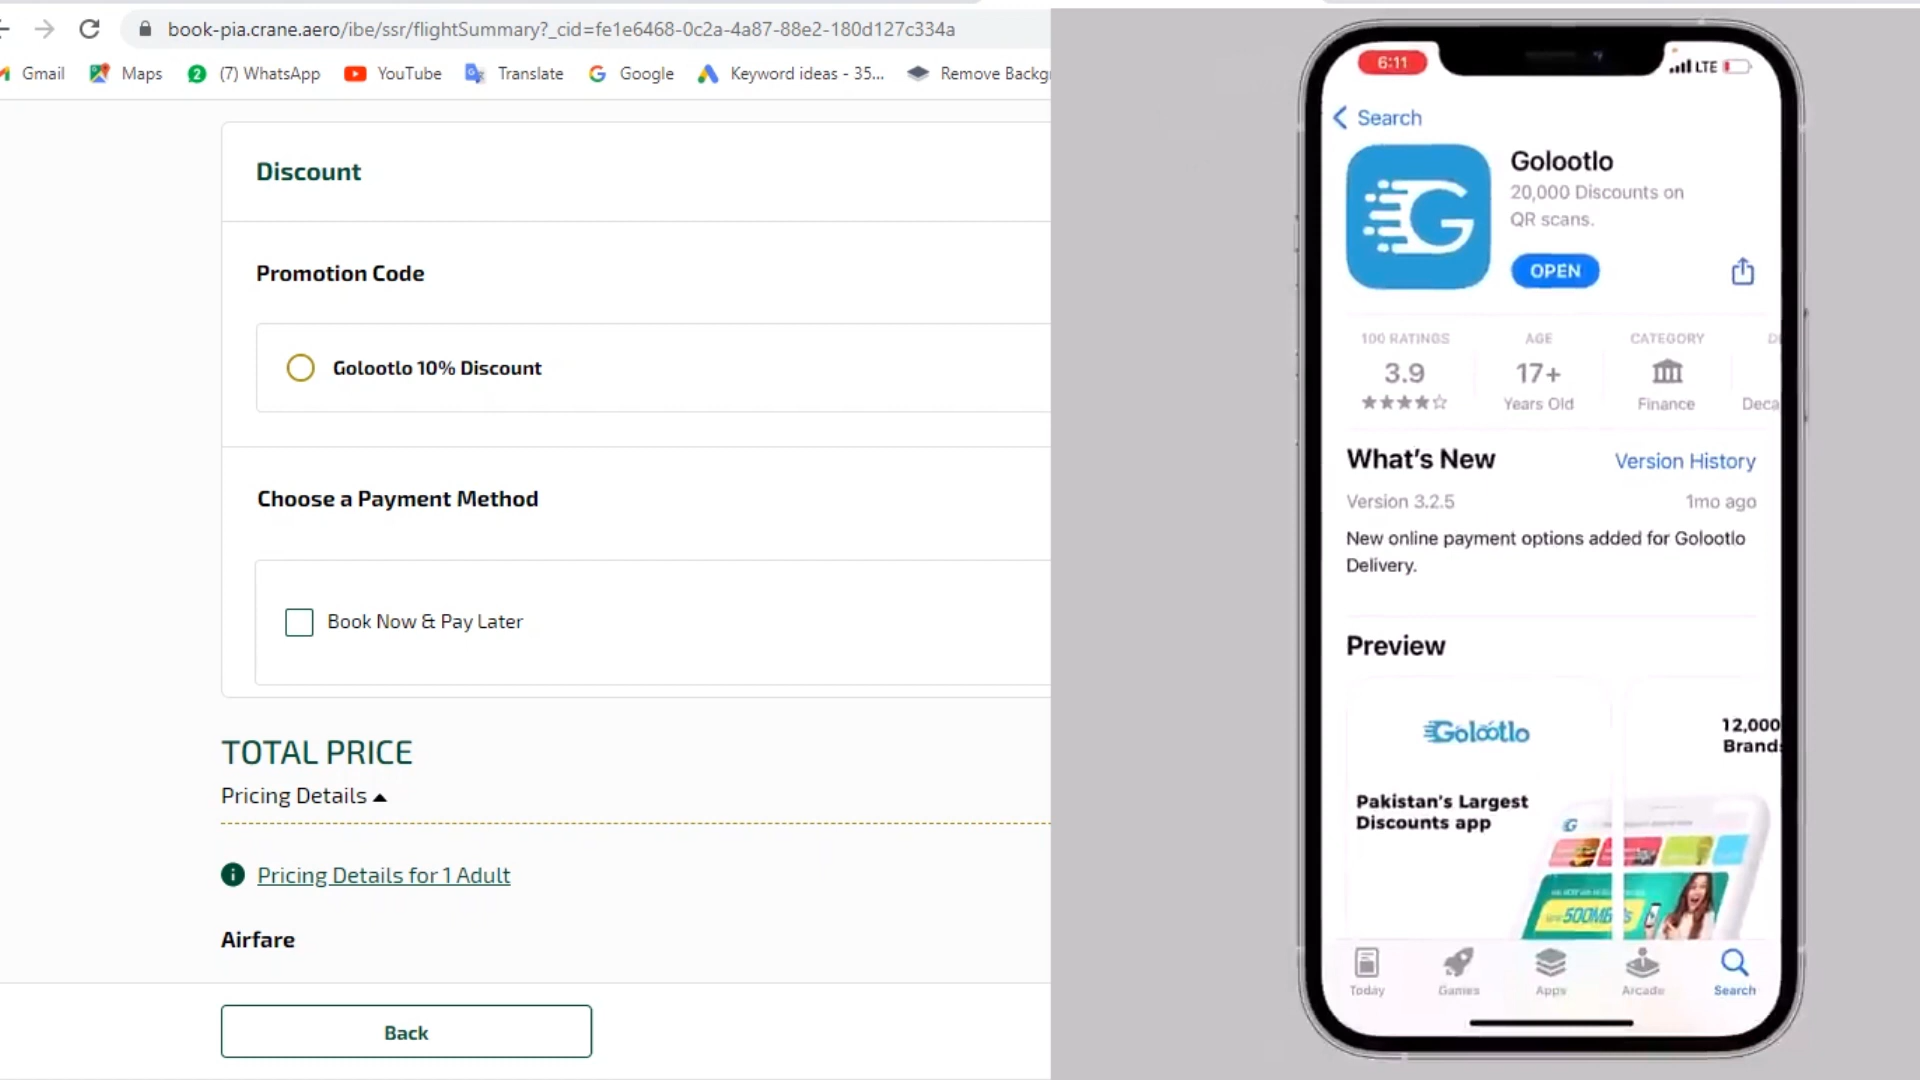 book-pia.crane.aero/ibe/ssr/flightSummary?_cid=fe1e6468-0c2a-4a87-88e2-180d127c334a
Gmail Maps (7) WhatsApp YouTube Translate Google Keyword ideas - 35... Remove Backg
Discount
Promotion Code
Golootlo 10% Discount
Choose a Payment Method
Book Now & Pay Later
TOTAL PRICE
Pricing Details
Pricing Details for 1 Adult
Airfare
Back
6:11 LTE
Search
Golootlo
20,000 Discounts on
QR scans.
OPEN
100 RATINGS AGE CATEGORY
3.9 17+
Years Old Finance Deca
What's New Version History
Version 3.2.5 1mo ago
New online payment options added for Golootlo
Delivery.
Preview
Golootlo
12,000
Brands
Pakistan's Largest
Discounts app
500MBs
Today Games Apps Arcade Search